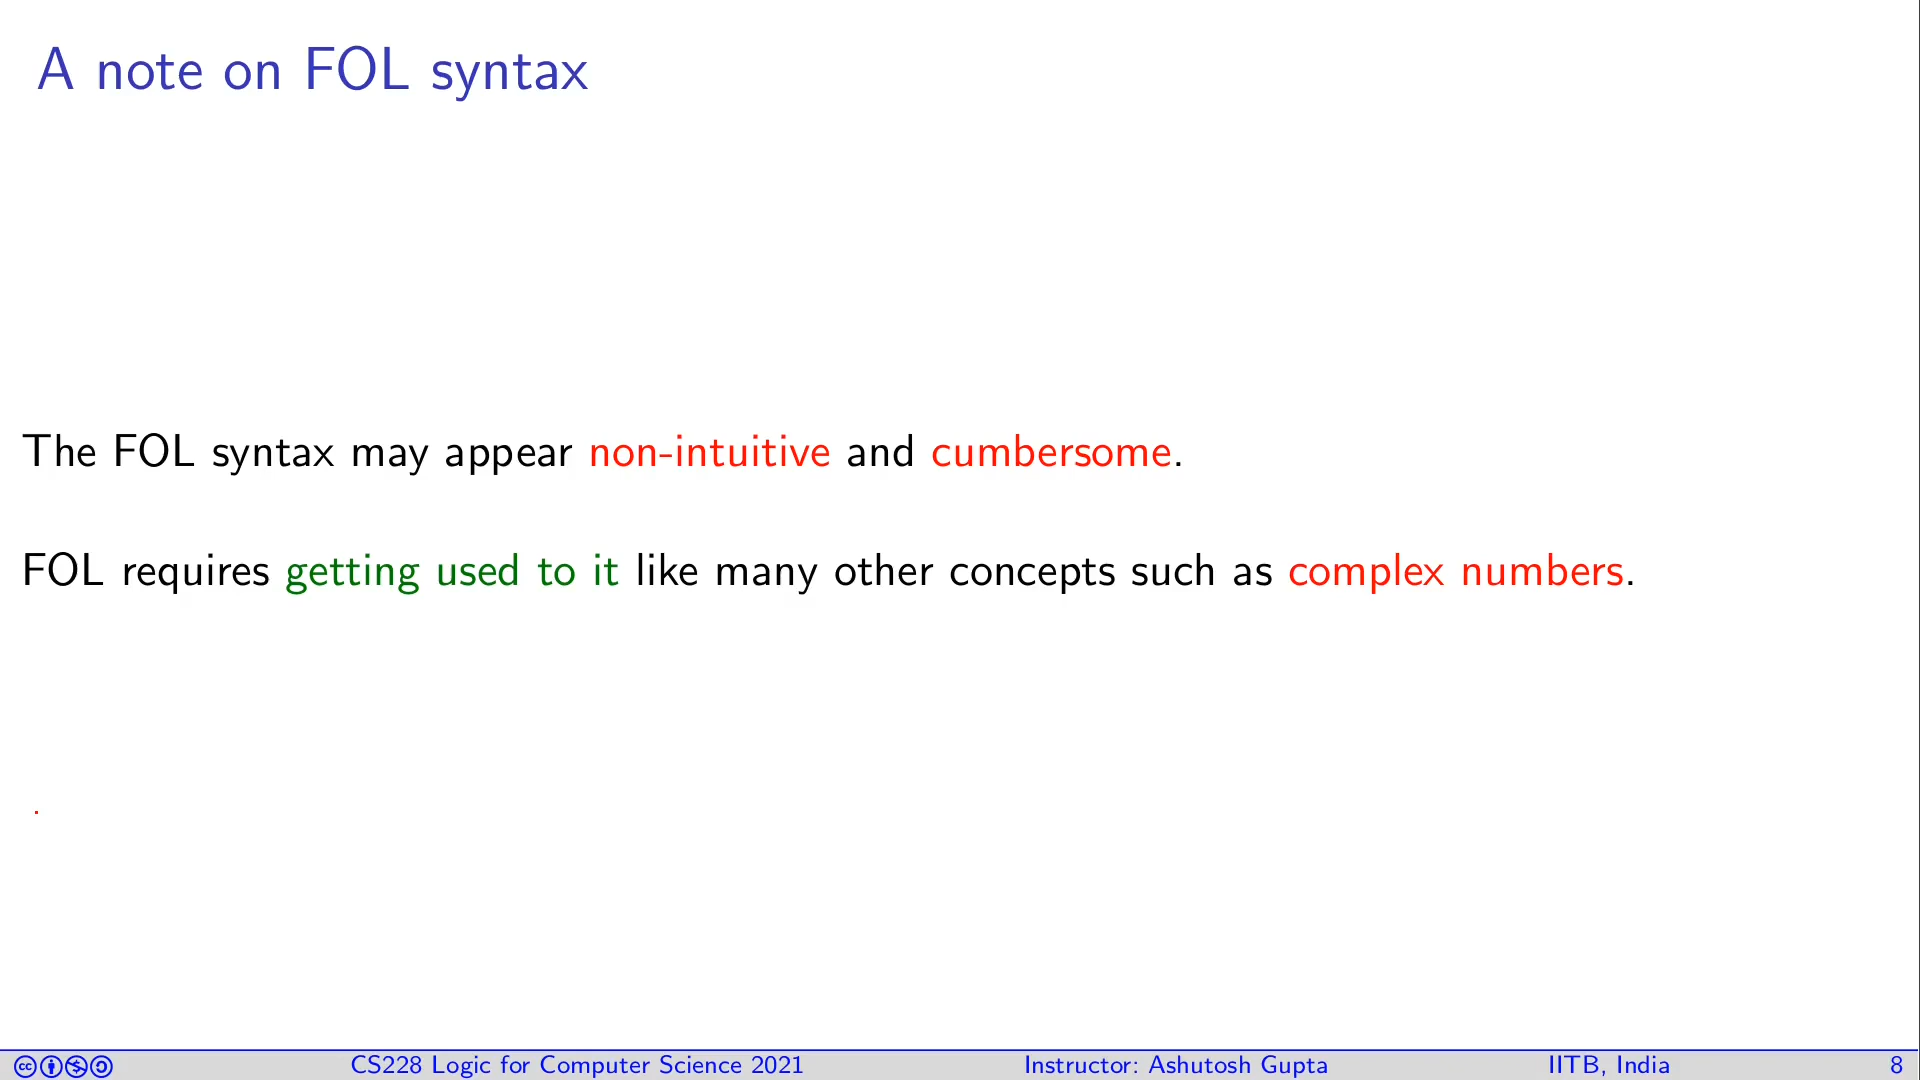 A note on FOL syntax
The FOL syntax may appear non-intuitive and cumbersome.
FOL requires getting used to it like many other concepts such as complex numbers.
CS228 Logic for Computer Science 2021 Instructor: Ashutosh Gupta IITB, India 8